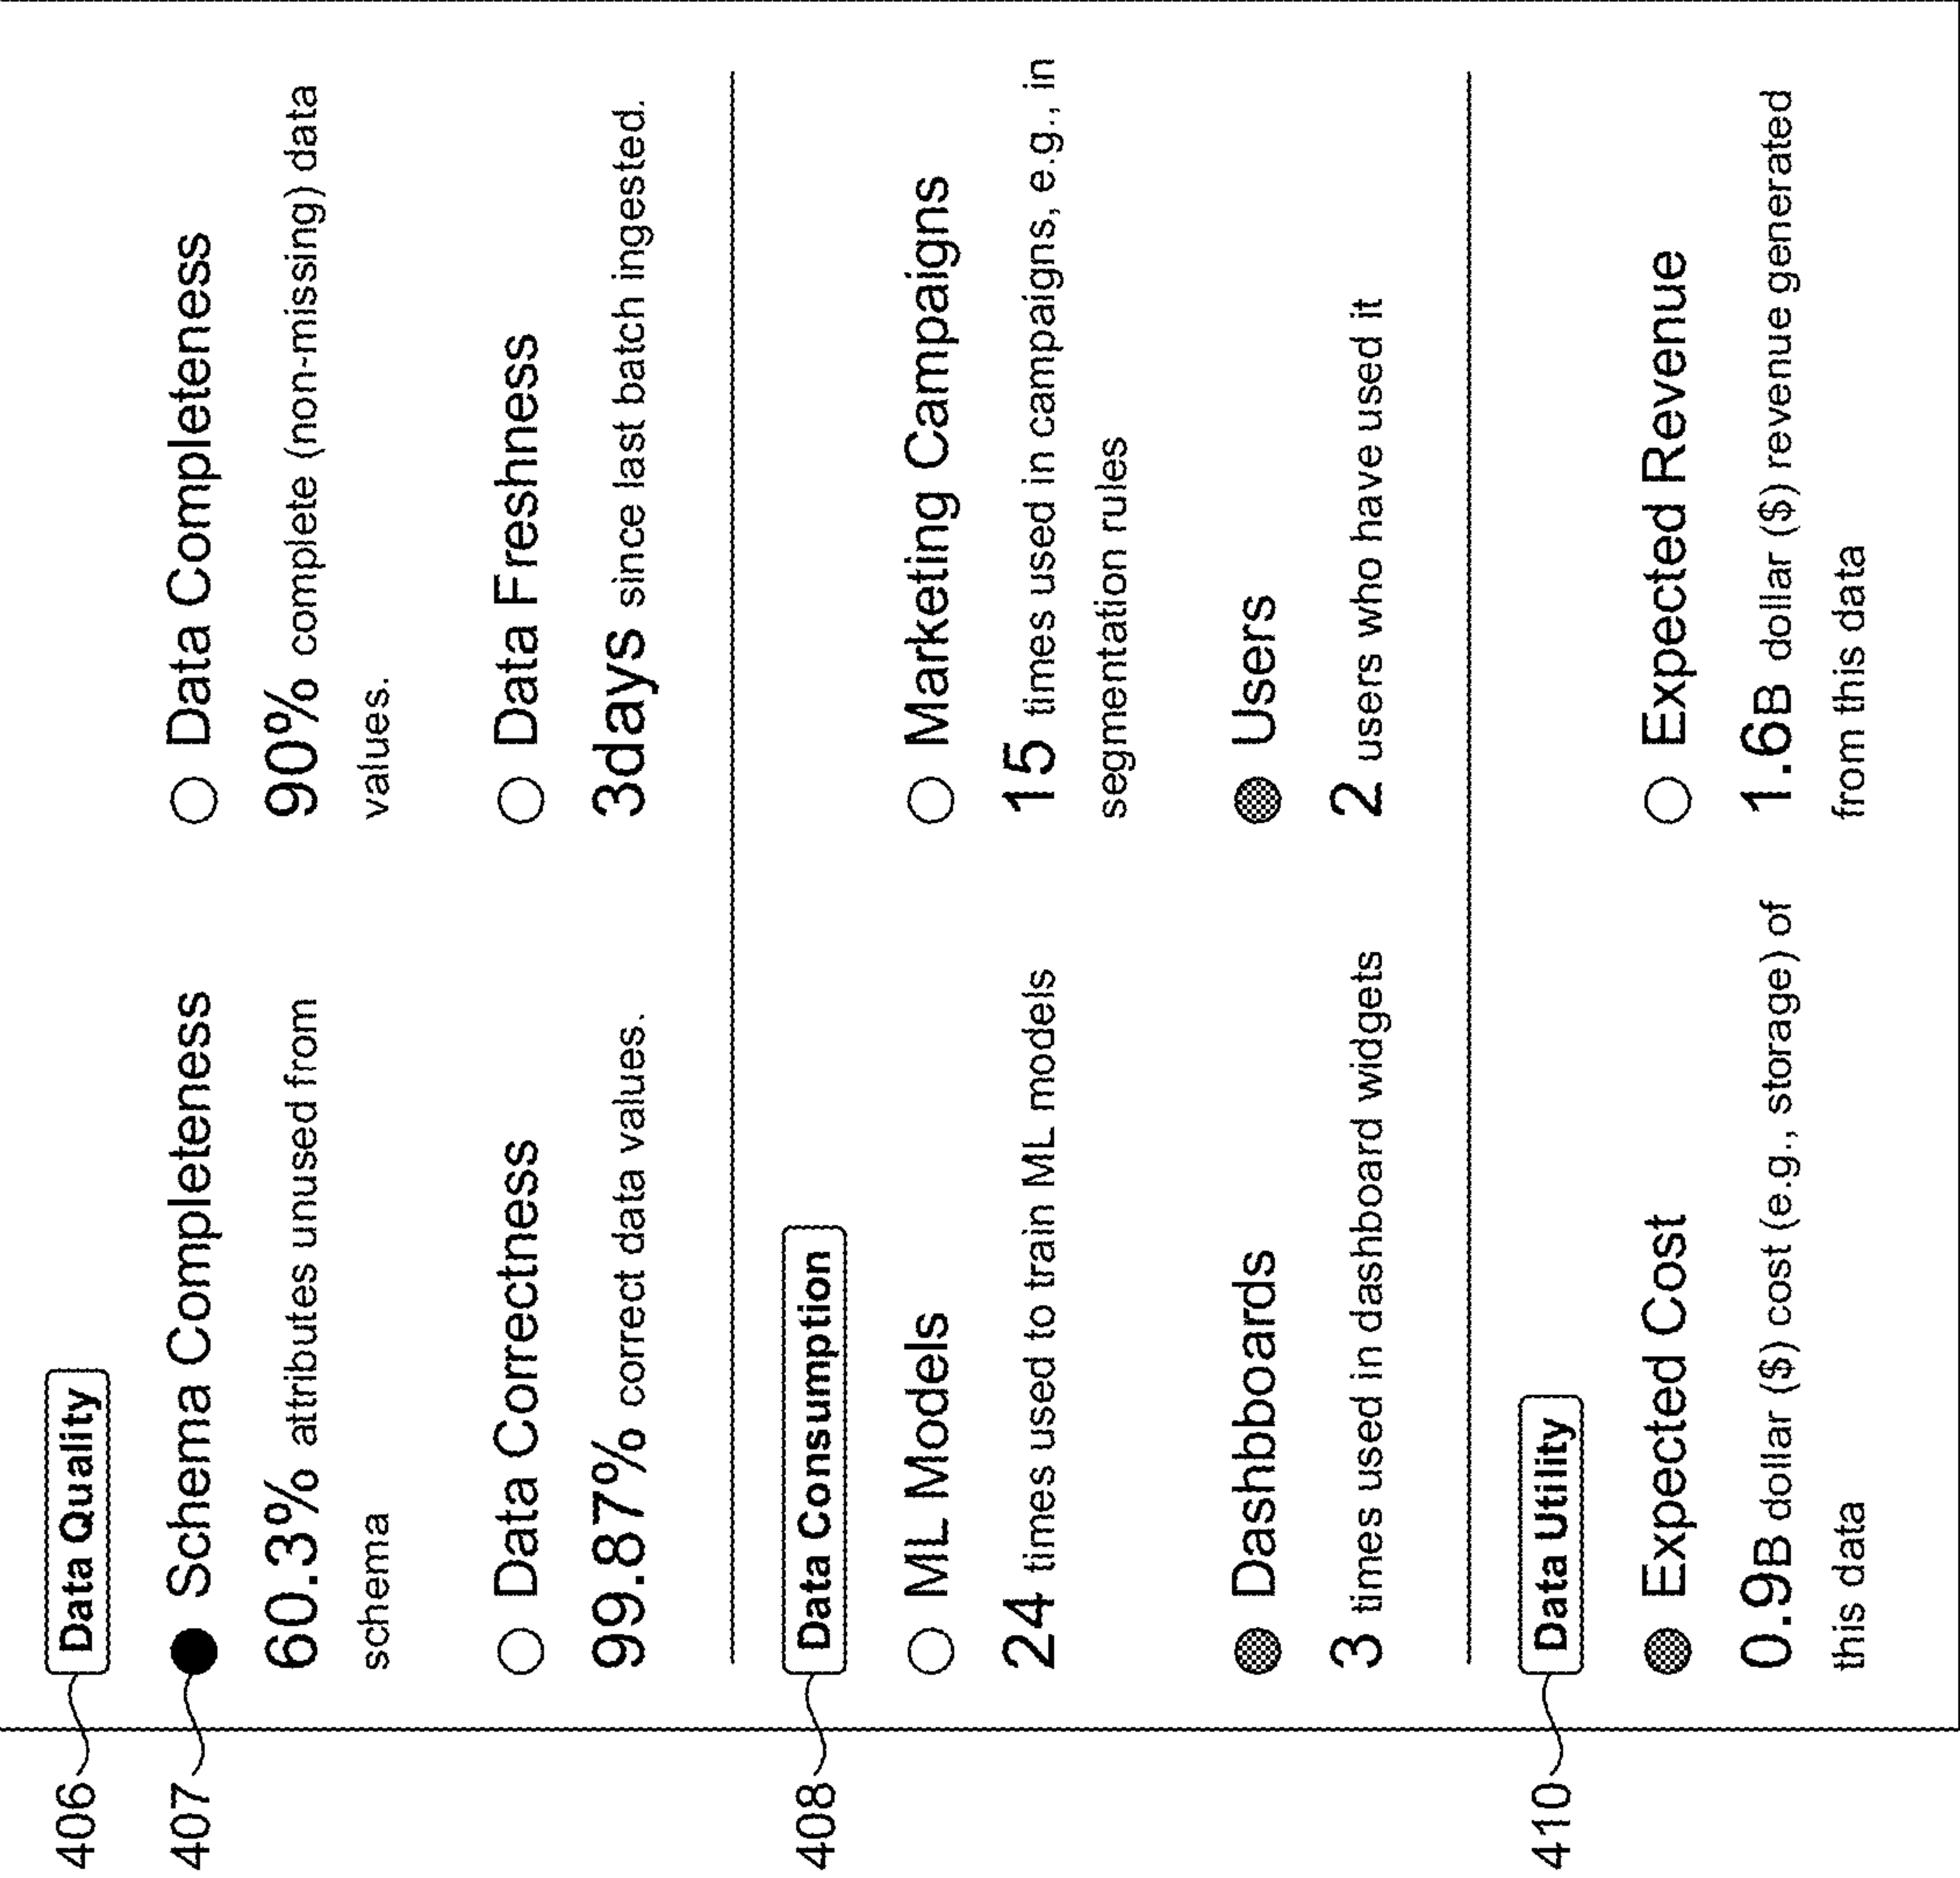 406
Data Quality
407
Schema Completeness
60.3% attributes unused from
schema
Data Completeness
90% complete (non-missing) data
values.
Data Correctness
99.87% correct data values.
Data Freshness
3days since last batch ingested.
408
Data Consumption
ML Models
24 times used to train ML models
Marketing Campaigns
15 times used in campaigns, e.g., in
segmentation rules
Dashboards
3 times used in dashboard widgets
Users
2 users who have used it
410
Data Utility
Expected Cost
0.9B dollar ($) cost (e.g., storage) of
this data
Expected Revenue
1.6B dollar ($) revenue generated
from this data